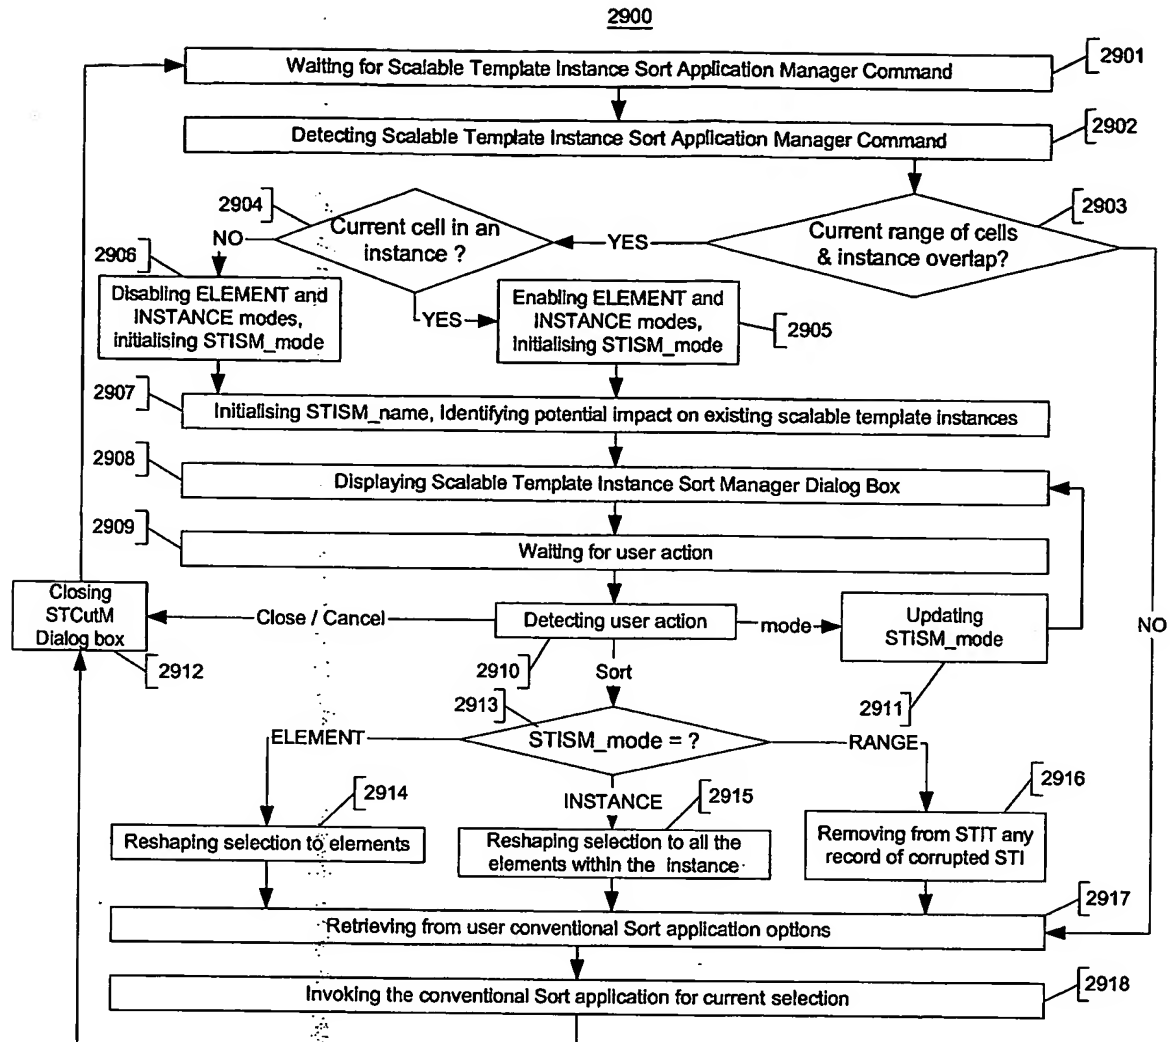 2900
Waiting for Scalable Template Instance Sort Application Manager Command
2901
Detecting Scalable Template Instance Sort Application Manager Command
2902
2904
Current cell in an
instance ?
YES
Current range of cells
& instance overlap?
2903
NO
2906
Disabling ELEMENT and
INSTANCE modes,
initialising STISM_mode
YES
Enabling ELEMENT and
INSTANCE modes,
initialising STISM_mode
2905
2907
Initialising STISM_name, Identifying potential impact on existing scalable template instances
2908
Displaying Scalable Template Instance Sort Manager Dialog Box
2909
Waiting for user action
Closing
STCutM
Dialog box
2912
Close / Cancel
Detecting user action
2910
mode
Updating
STISM_mode
2911
NO
Sort
2913
STISM_mode = ?
ELEMENT
INSTANCE
RANGE
2914
2915
2916
Reshaping selection to elements
Reshaping selection to all the
elements within the instance
Removing from STIT any
record of corrupted STI
2917
Retrieving from user conventional Sort application options
2918
Invoking the conventional Sort application for current selection